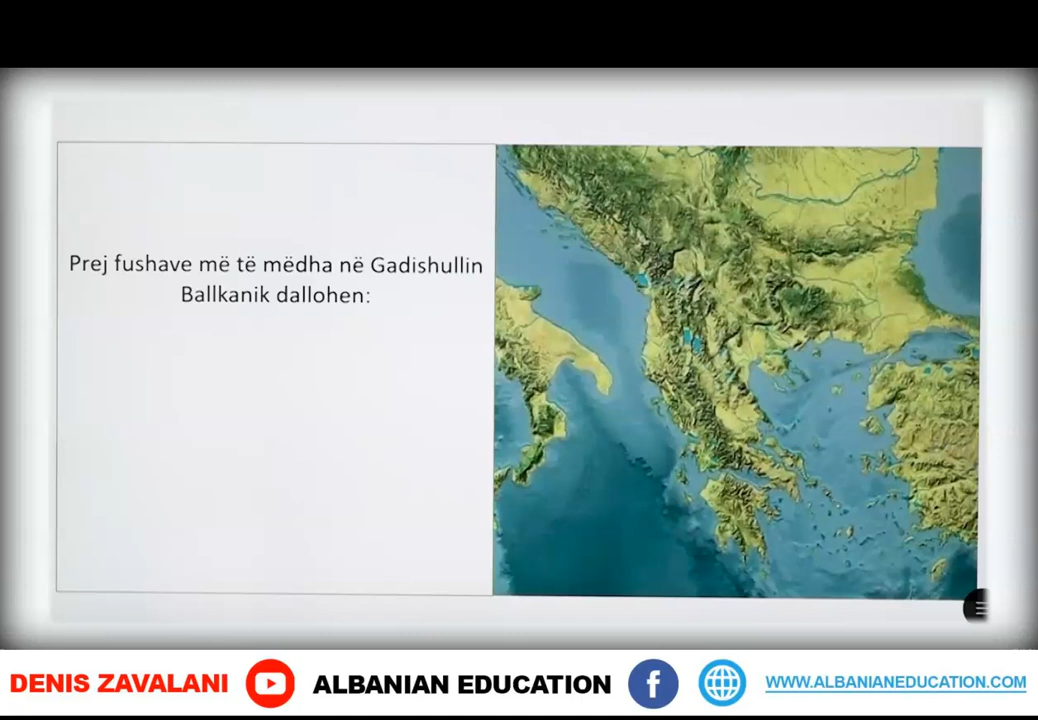 Prej fushave më të mëdha në Gadishullin
Ballkanik dallohen:
DENIS ZAVALANI
ALBANIAN EDUCATION
WWW.ALBANIANEDUCATION.COM